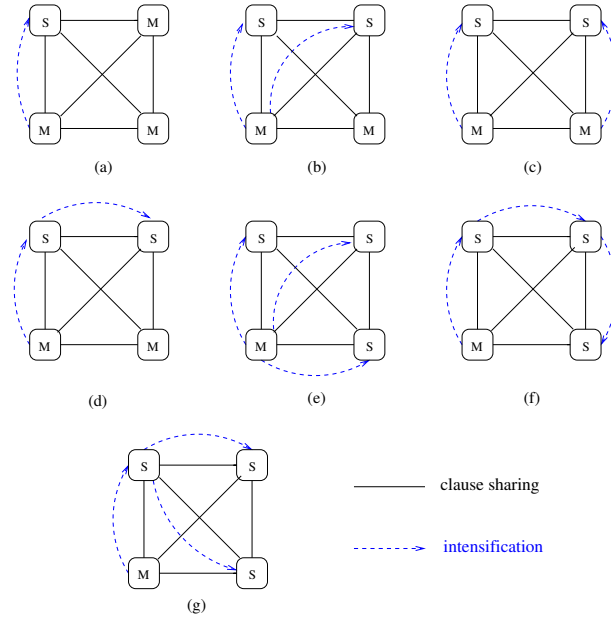 S M S S S S
M M M M M M
(a) (b) (c)
S S S S S S
M M M S M S
(d) (e) (f)
S S
clause sharing
intensification
M S
(g)